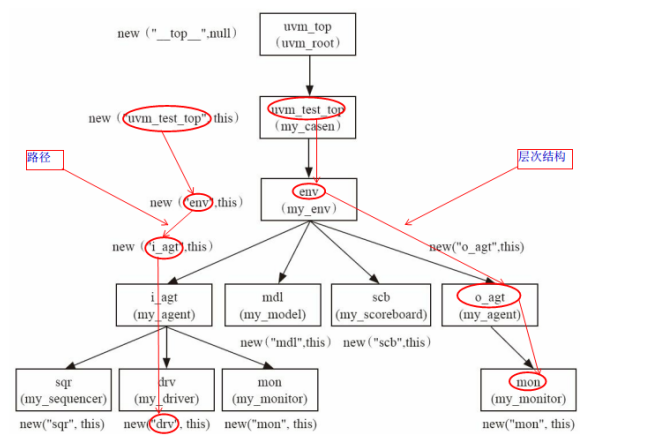 new ("__top__",null)
uvm_top
(uvm_root)
new ("uvm_test_top",this)
uvm_test_top
(my_casen)
路径
层次结构
new ("env",this)
env
(my_env)
new ("i_agt",this)
new("o_agt",this)
i_agt
(my_agent)
mdl
(my_model)
scb
(my_scoreboard)
o_agt
(my_agent)
new("mdl",this)
new("scb",this)
sqr
(my_sequencer)
drv
(my_driver)
mon
(my_monitor)
mon
(my_monitor)
new("sqr", this)
new("drv", this)
new("mon", this)
new("mon", this)